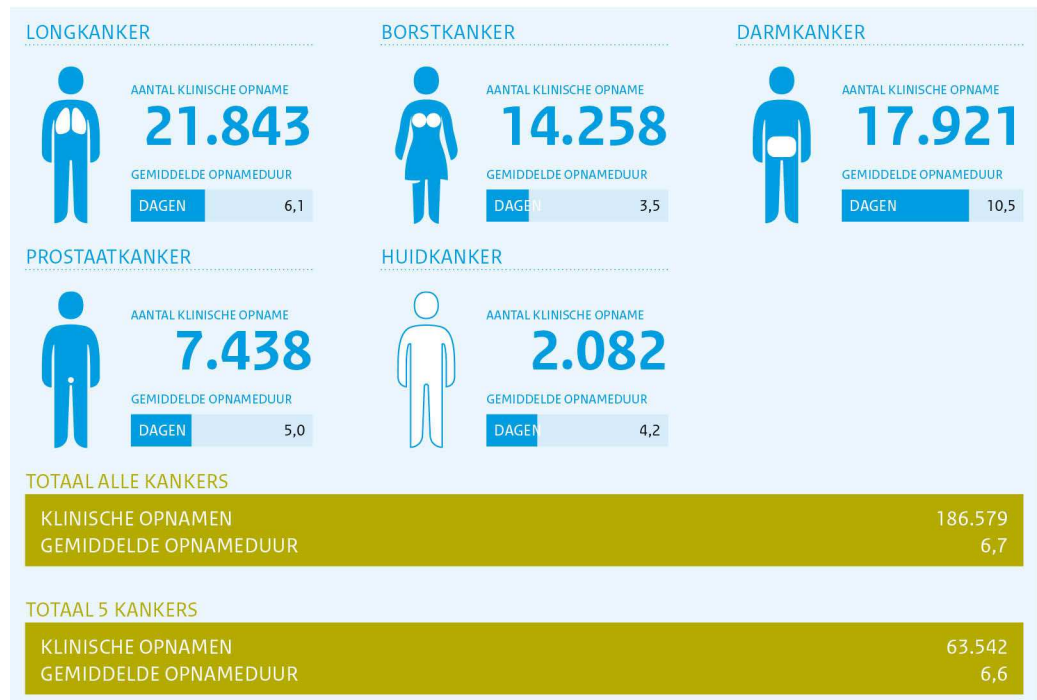 LONGKANKER
AANTAL KLINISCHE OPNAME
21.843
GEMIDDELDE OPNAMEDUUR
DAGEN 6,1
BORSTKANKER
AANTAL KLINISCHE OPNAME
14.258
GEMIDDELDE OPNAMEDUUR
DAGEN 3,5
DARMKANKER
AANTAL KLINISCHE OPNAME
17.921
GEMIDDELDE OPNAMEDUUR
DAGEN 10,5
PROSTAATKANKER
AANTAL KLINISCHE OPNAME
7.438
GEMIDDELDE OPNAMEDUUR
DAGEN 5,0
HUIDKANKER
AANTAL KLINISCHE OPNAME
2.082
GEMIDDELDE OPNAMEDUUR
DAGEN 4,2
TOTAAL ALLE KANKERS
KLINISCHE OPNAMEN 186.579
GEMIDDELDE OPNAMEDUUR 6,7
TOTAAL 5 KANKERS
KLINISCHE OPNAMEN 63.542
GEMIDDELDE OPNAMEDUUR 6,6